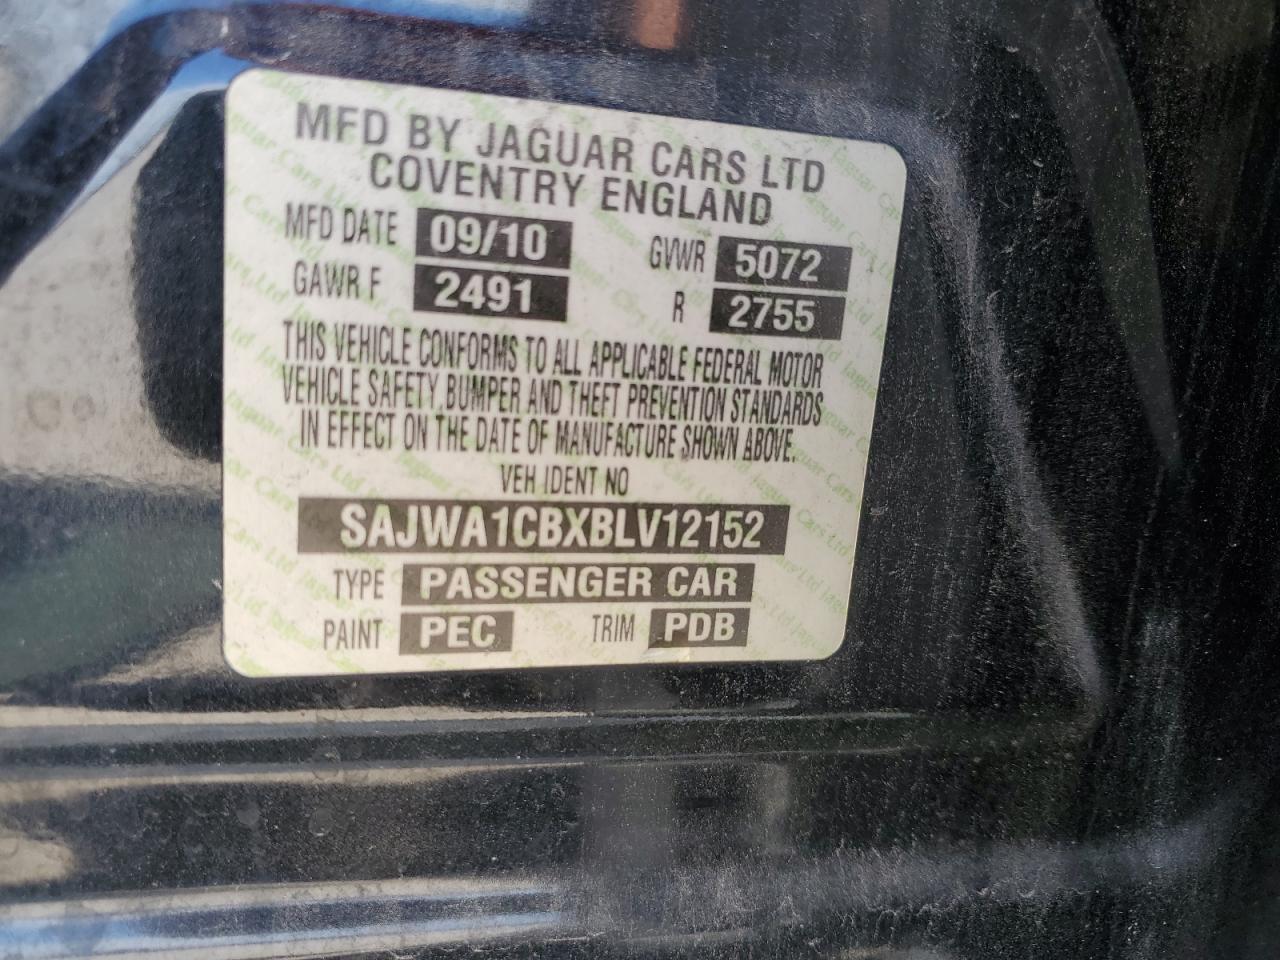 MFD BY JAGUAR CARS LTD
COVENTRY ENGLAND
MFD DATE 09/10 GVWR 5072
GAWR F 2491 R 2755
THIS VEHICLE CONFORMS TO ALL APPLICABLE FEDERAL MOTOR
VEHICLE SAFETY, BUMPER AND THEFT PREVENTION STANDARDS
IN EFFECT ON THE DATE OF MANUFACTURE SHOWN ABOVE.
VEH IDENT NO
SAJWA1CBXBLV12152
TYPE PASSENGER CAR
PAINT PEC TRIM PDB